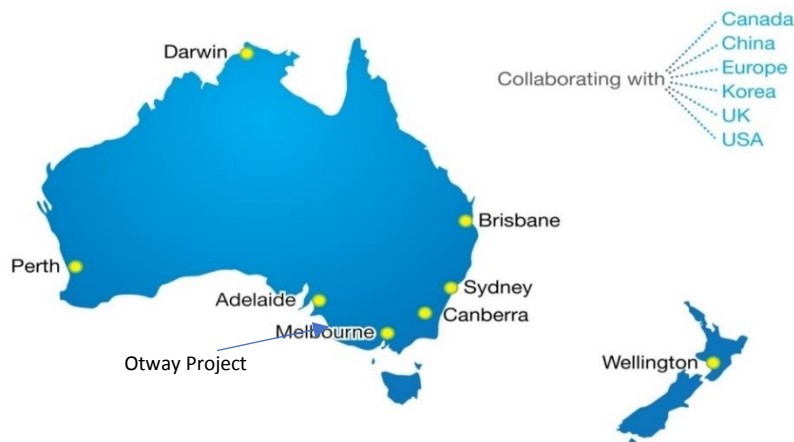 Canada
Darwin
China
Europe
Collaborating with
Korea
UK
USA
Brisbane
Perth
Sydney
Adelaide
Canberra
Melbourne
Otway Project
Wellington